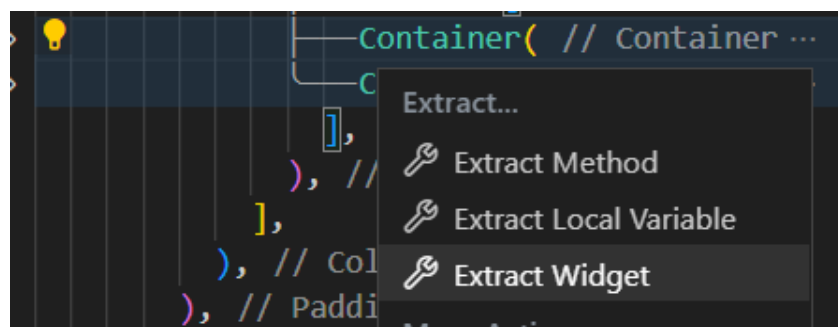 Container( // Container ...
C
Extract...
],
Extract Method
), //
Extract Local Variable
],
), // Col
Extract Widget
), // Paddi